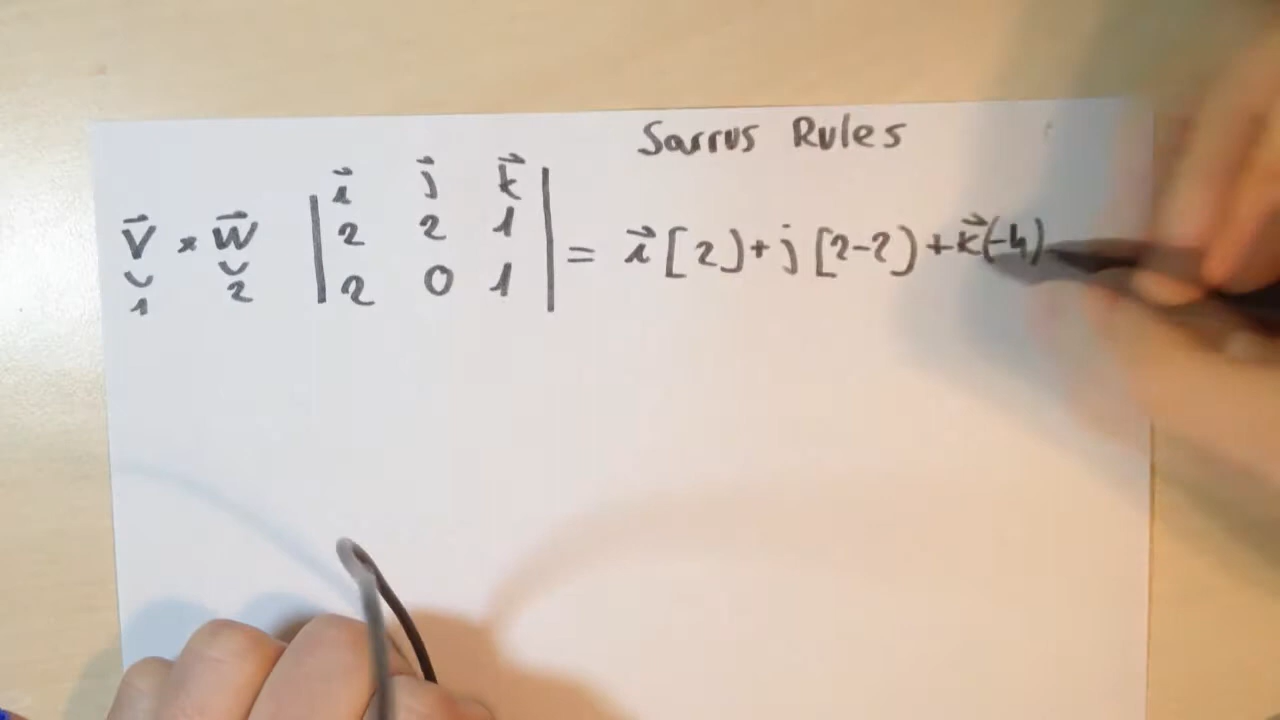 Sarrus Rules
i⃗ j⃗ k⃗
V⃗ × W⃗ | 2 2 1 | = i⃗ [2) + j [2-2) + k⃗(-4)
1 2 2 0 1